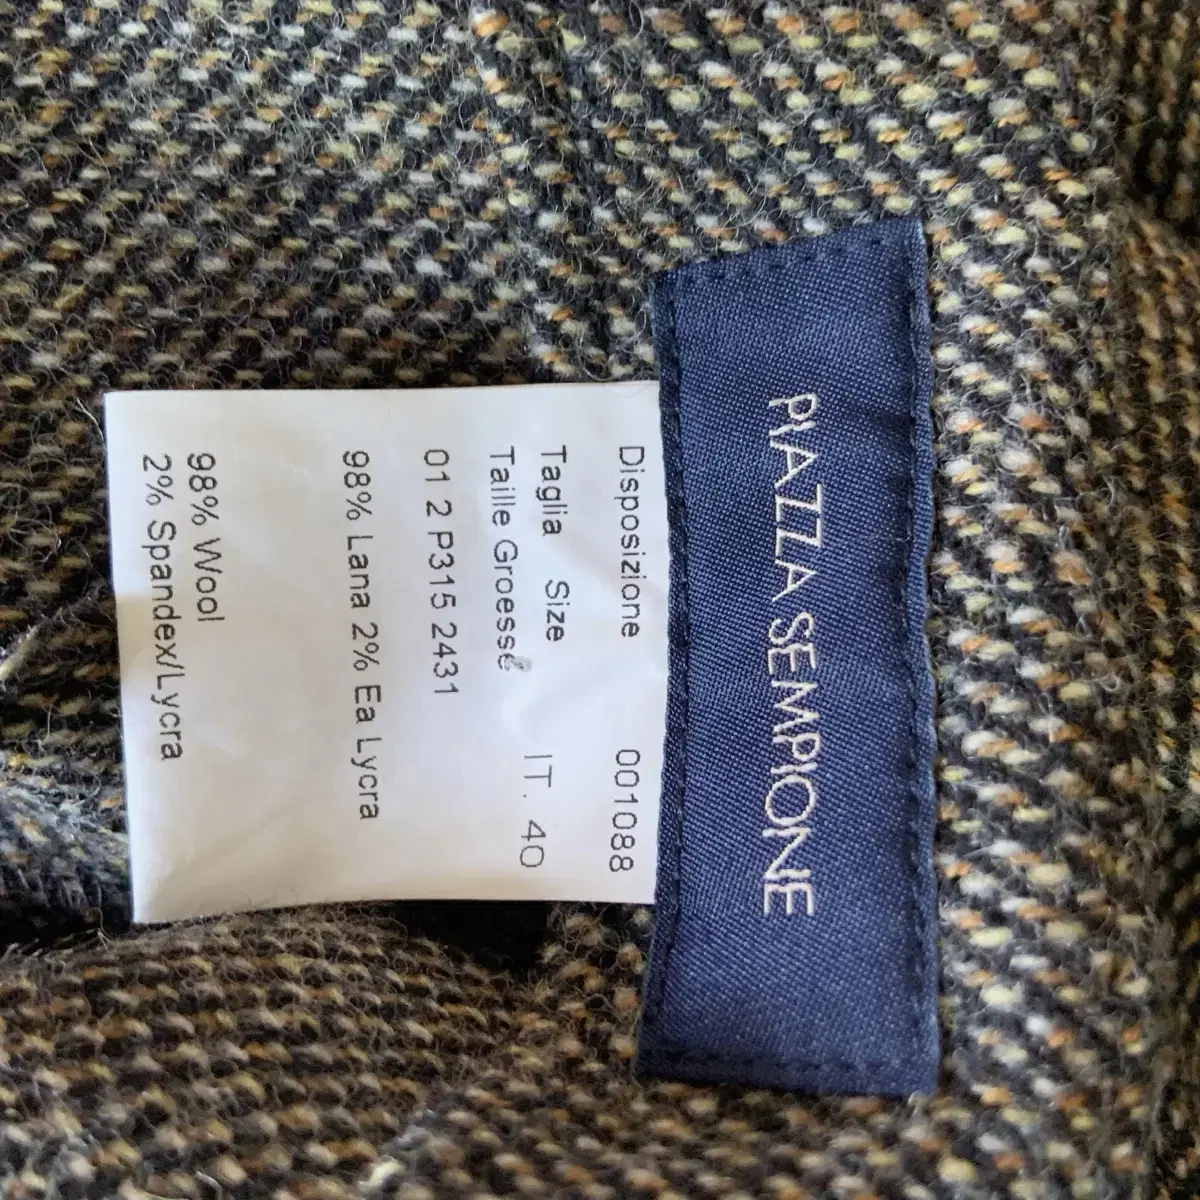 PIAZZA SEMPIONE
Disposizione 001088
Taglia Size
Taille Groesse IT. 40
01 2 P315 2431
98% Lana 2% Ea Lycra
98% Wool
2% Spandex/Lycra